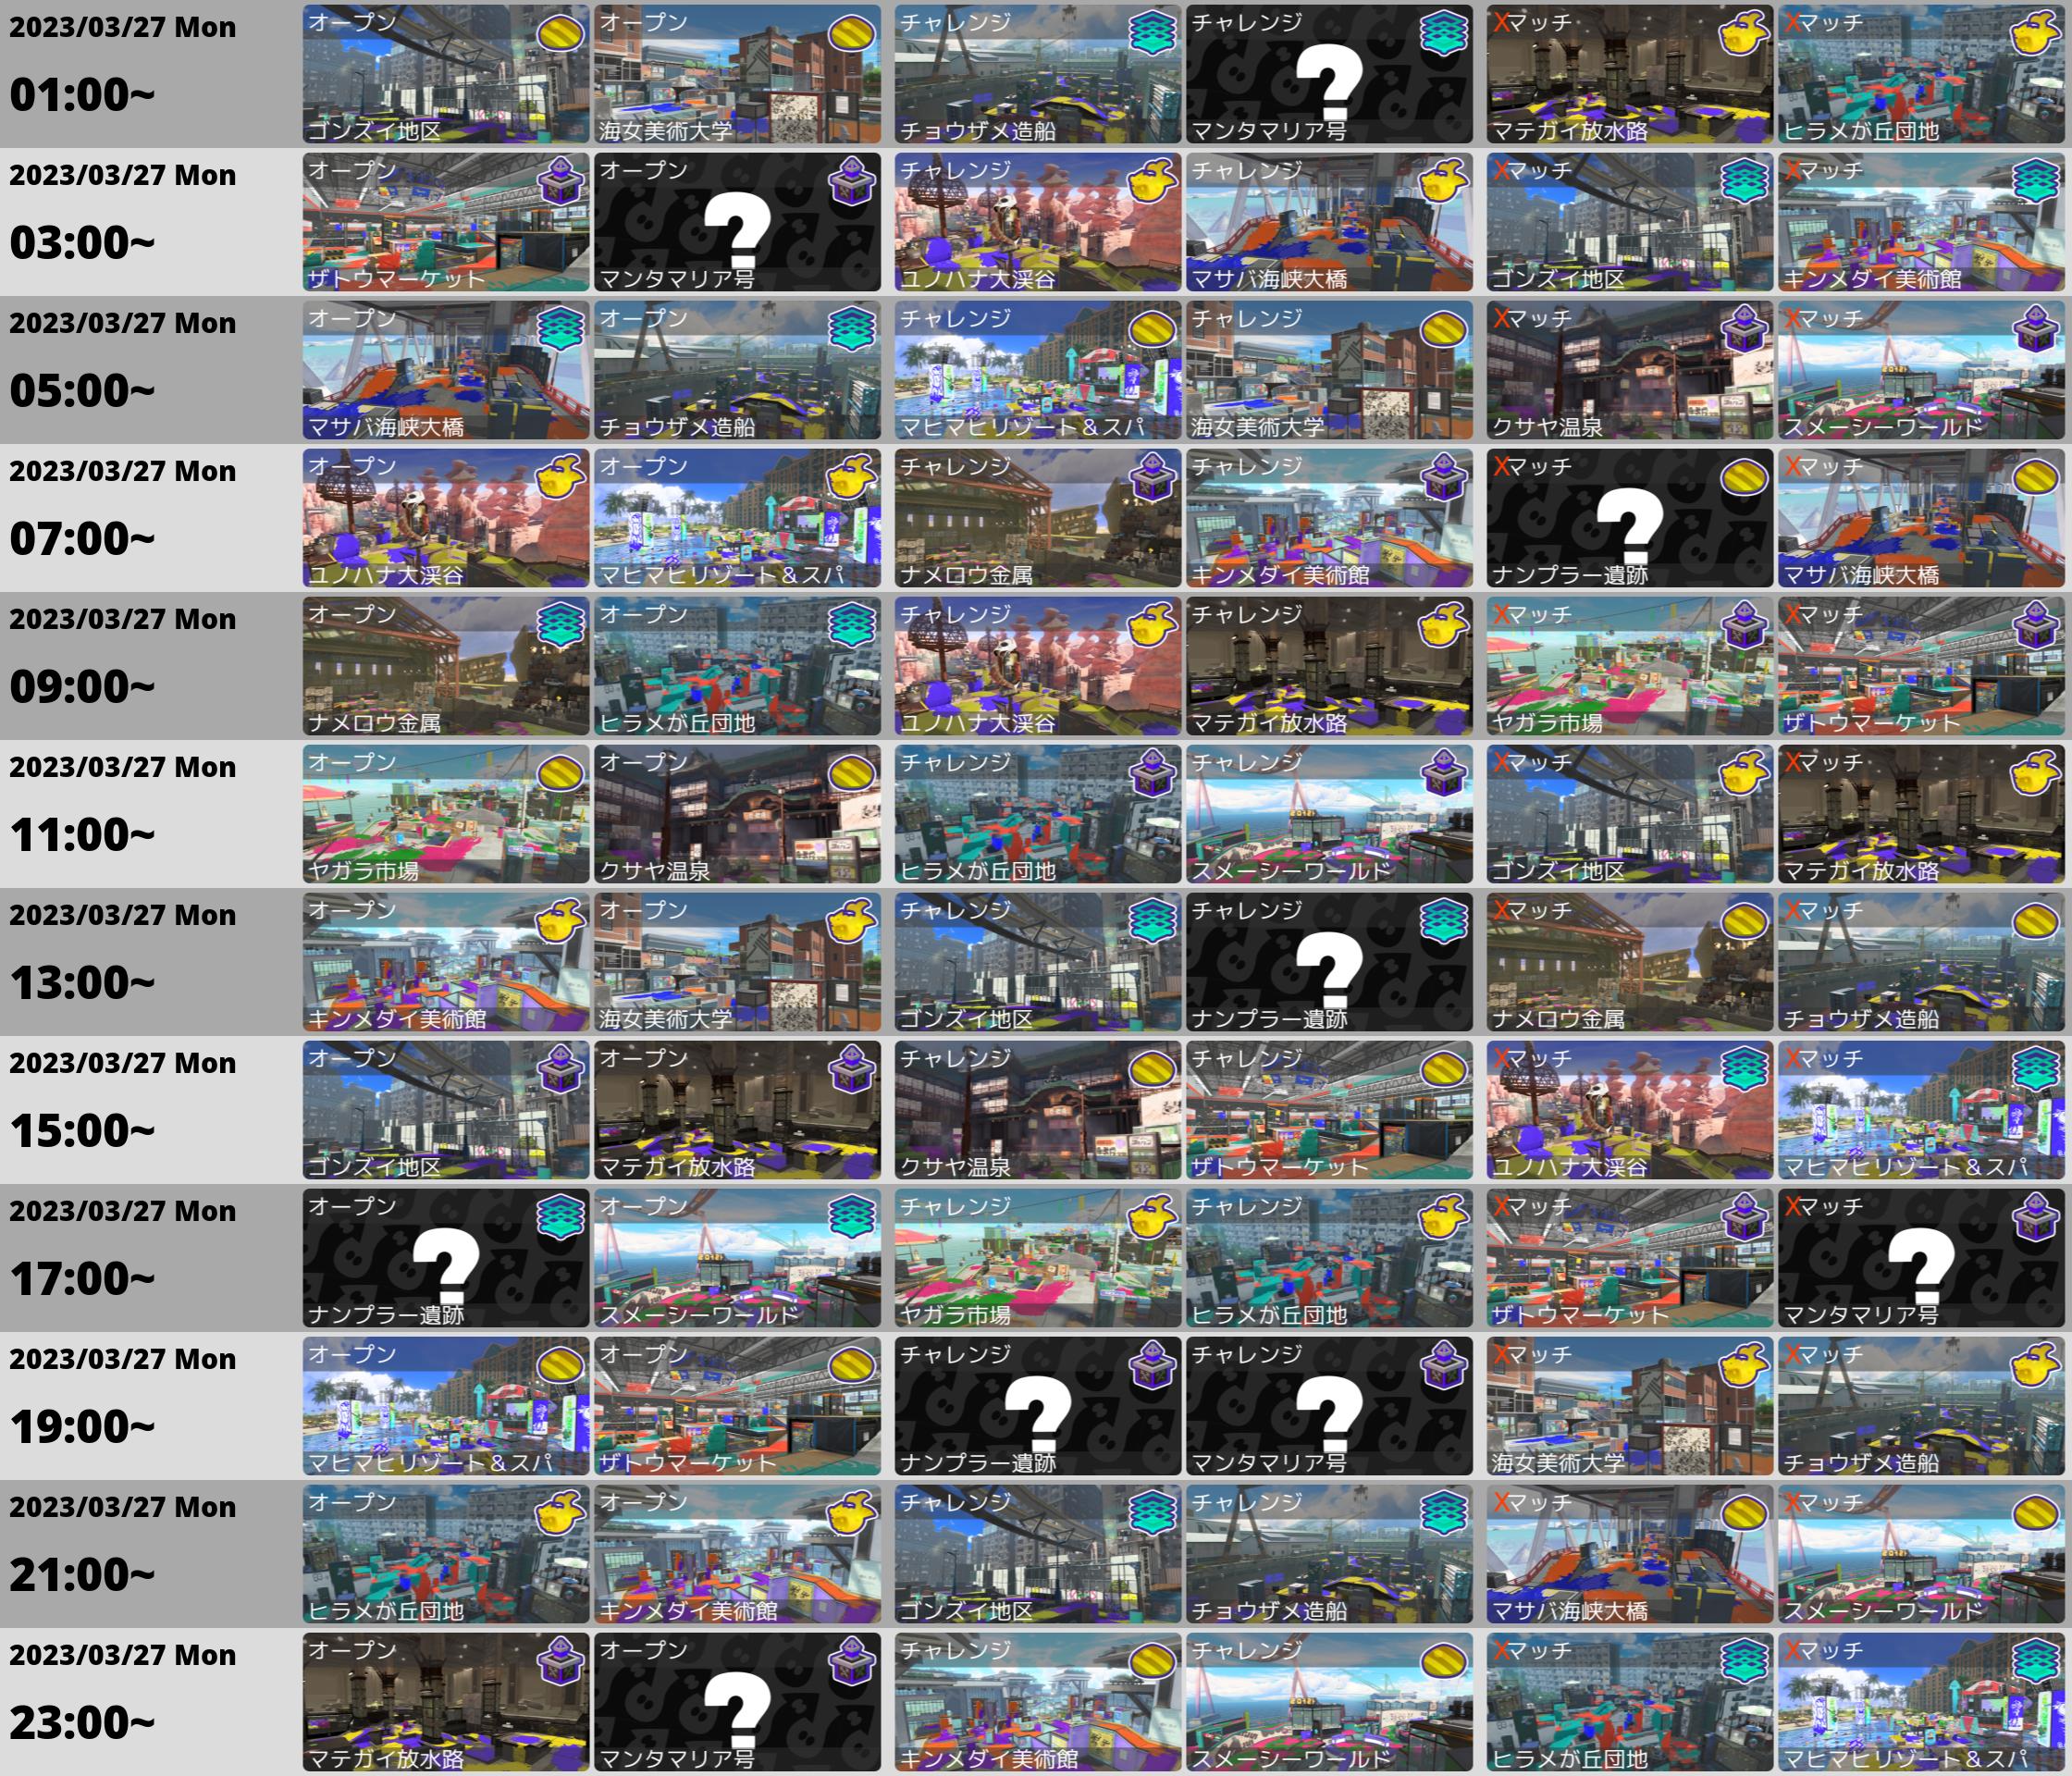 2023/03/27 Mon
01:00~
オープン オープン チャレンジ チャレンジ Xマッチ Xマッチ
ゴンズイ地区 海女美術大学 チョウザメ造船 マンタマリア号 マテガイ放水路 ヒラメが丘団地
2023/03/27 Mon
03:00~
オープン オープン チャレンジ チャレンジ Xマッチ Xマッチ
ザトウマーケット マンタマリア号 ユノハナ大渓谷 マサバ海峡大橋 ゴンズイ地区 キンメダイ美術館
2023/03/27 Mon
05:00~
オープン オープン チャレンジ チャレンジ Xマッチ Xマッチ
マサバ海峡大橋 チョウザメ造船 マヒマヒリゾート＆スパ 海女美術大学 クサヤ温泉 スメーシーワールド
2023/03/27 Mon
07:00~
オープン オープン チャレンジ チャレンジ Xマッチ Xマッチ
ユノハナ大渓谷 マヒマヒリゾート＆スパ ナメロウ金属 キンメダイ美術館 ナンプラー遺跡 マサバ海峡大橋
2023/03/27 Mon
09:00~
オープン オープン チャレンジ チャレンジ Xマッチ Xマッチ
ナメロウ金属 ヒラメが丘団地 ユノハナ大渓谷 マテガイ放水路 ヤガラ市場 ザトウマーケット
2023/03/27 Mon
11:00~
オープン オープン チャレンジ チャレンジ Xマッチ Xマッチ
ヤガラ市場 クサヤ温泉 ヒラメが丘団地 スメーシーワールド ゴンズイ地区 マテガイ放水路
2023/03/27 Mon
13:00~
オープン オープン チャレンジ チャレンジ Xマッチ Xマッチ
キンメダイ美術館 海女美術大学 ゴンズイ地区 ナンプラー遺跡 ナメロウ金属 チョウザメ造船
2023/03/27 Mon
15:00~
オープン オープン チャレンジ チャレンジ Xマッチ Xマッチ
ゴンズイ地区 マテガイ放水路 クサヤ温泉 ザトウマーケット ユノハナ大渓谷 マヒマヒリゾート＆スパ
2023/03/27 Mon
17:00~
オープン オープン チャレンジ チャレンジ Xマッチ Xマッチ
ナンプラー遺跡 スメーシーワールド ヤガラ市場 ヒラメが丘団地 ザトウマーケット マンタマリア号
2023/03/27 Mon
19:00~
オープン オープン チャレンジ チャレンジ Xマッチ Xマッチ
マヒマヒリゾート＆スパ ザトウマーケット ナンプラー遺跡 マンタマリア号 海女美術大学 チョウザメ造船
2023/03/27 Mon
21:00~
オープン オープン チャレンジ チャレンジ Xマッチ Xマッチ
ヒラメが丘団地 キンメダイ美術館 ゴンズイ地区 チョウザメ造船 マサバ海峡大橋 スメーシーワールド
2023/03/27 Mon
23:00~
オープン オープン チャレンジ チャレンジ Xマッチ Xマッチ
マテガイ放水路 マンタマリア号 キンメダイ美術館 スメーシーワールド ヒラメが丘団地 マヒマヒリゾート＆スパ